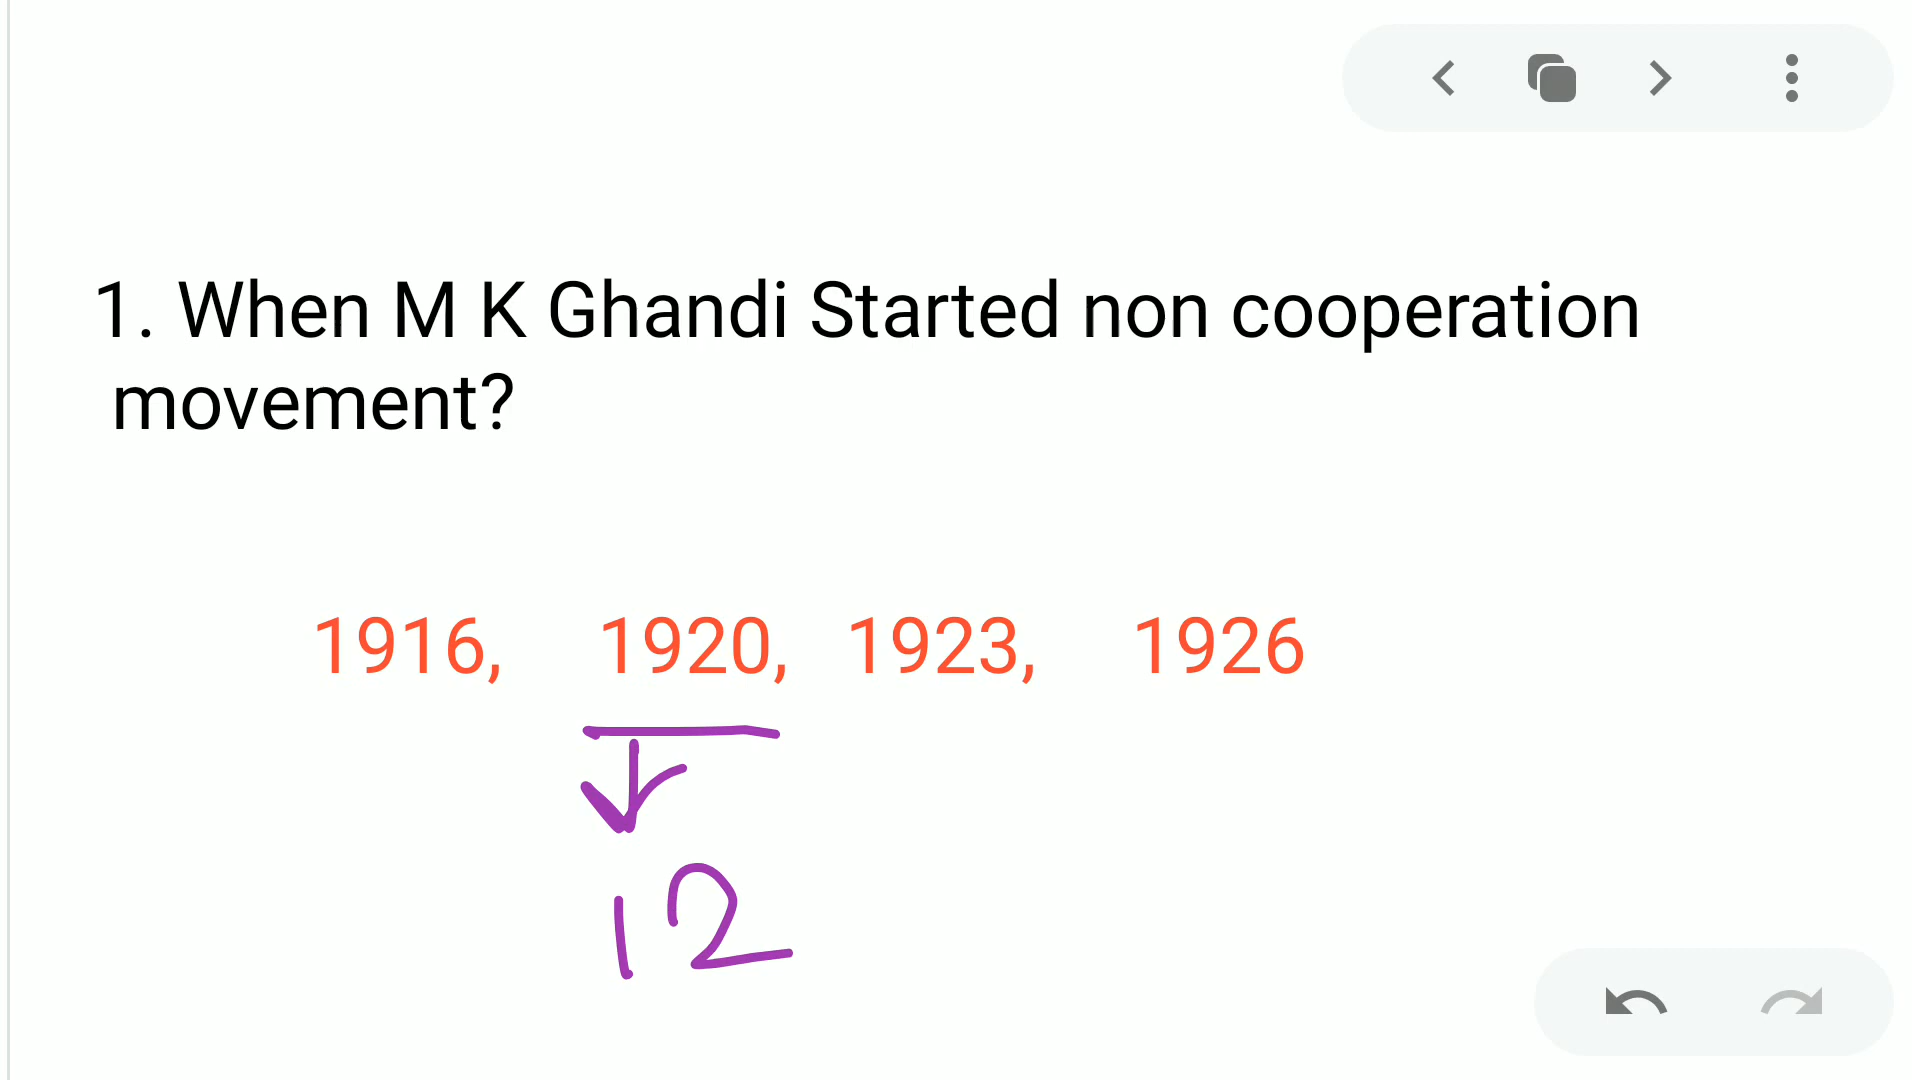 1. When M K Ghandi Started non cooperation
movement?
1916, 1920, 1923, 1926
12